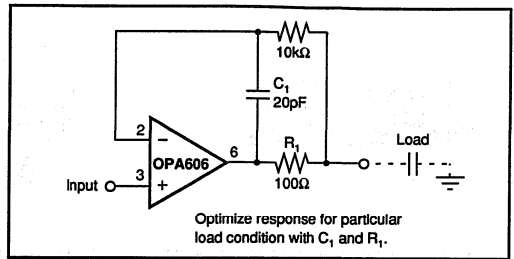 10kΩ
C1
20pF
2
−
OPA606
6
R1
100Ω
Load
3
+
Input
Optimize response for particular
load condition with C1 and R1.